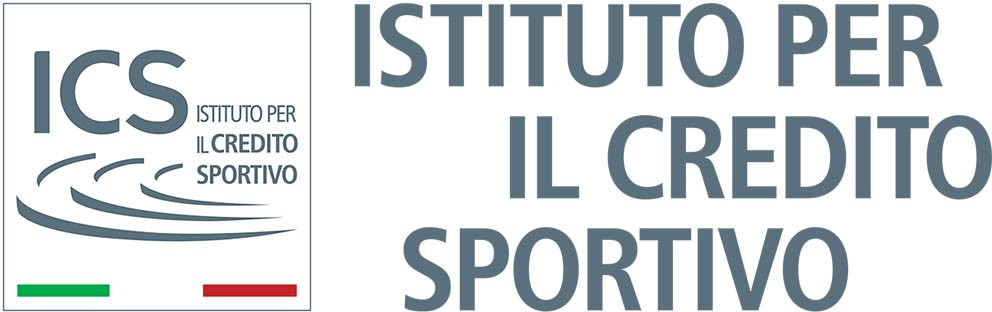 ICS
ISTITUTO PER
IL CREDITO
SPORTIVO
ISTITUTO PER
IL CREDITO
SPORTIVO